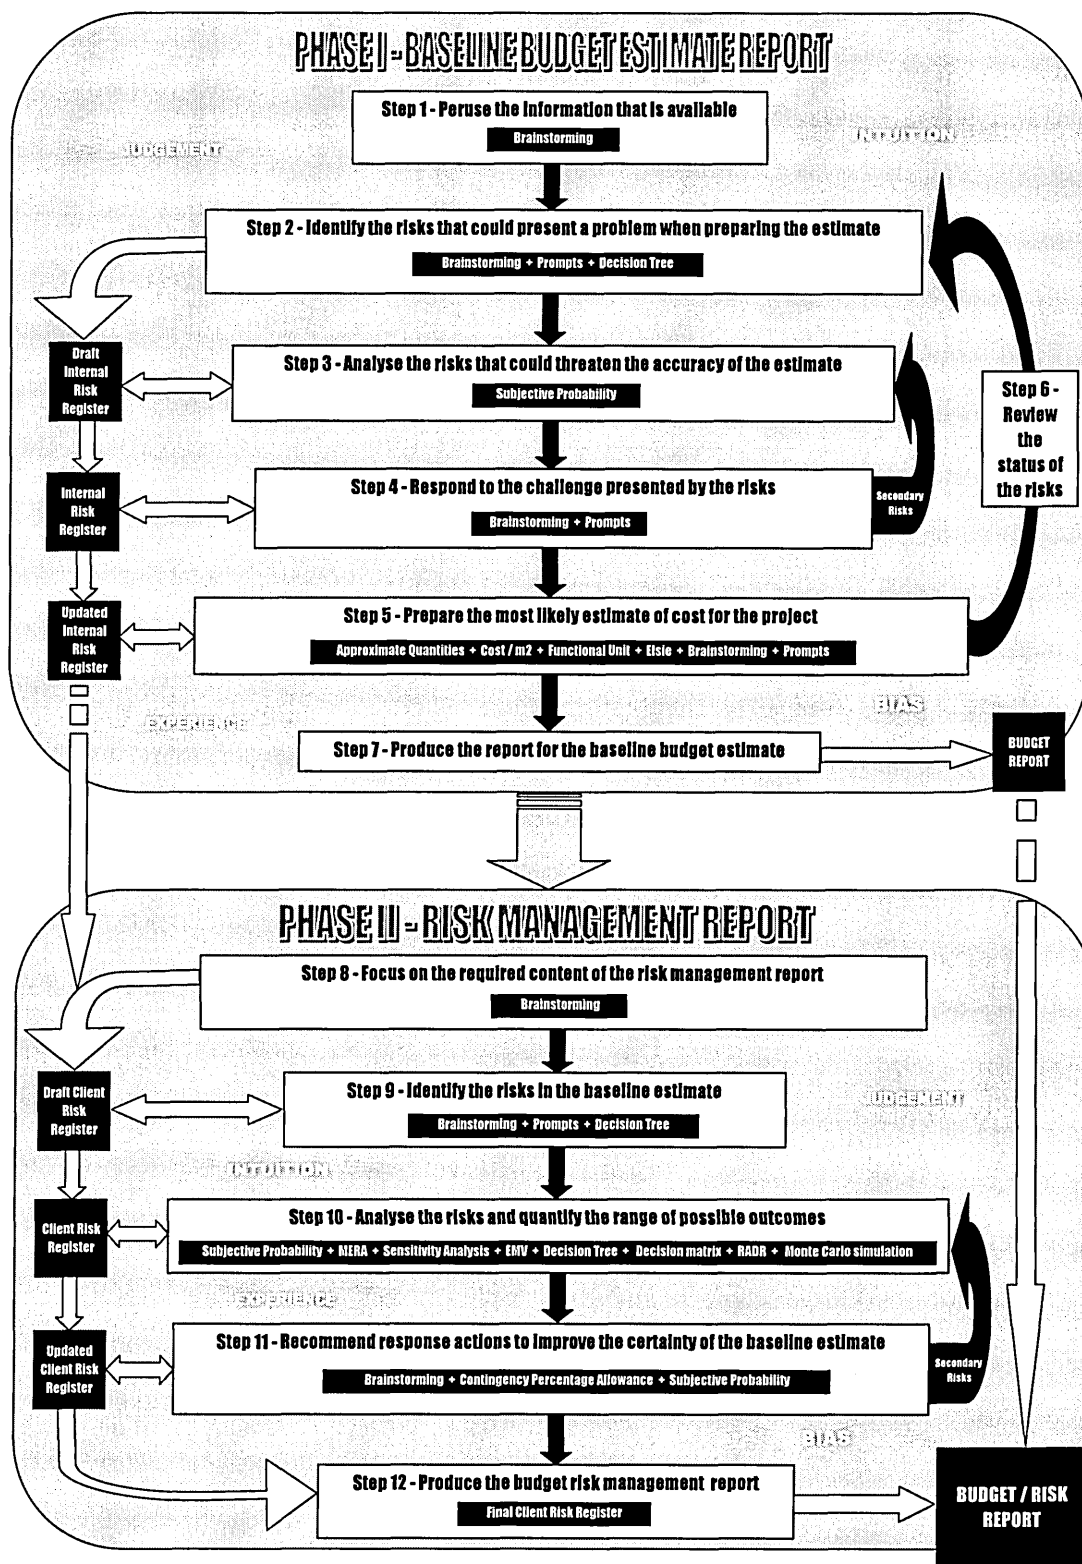 PHASE I - BASELINE BUDGET ESTIMATE REPORT
Step 1 - Peruse the information that is available
Brainstorming
JUDGEMENT
INTUITION
Step 2 - Identify the risks that could present a problem when preparing the estimate
Brainstorming + Prompts + Decision Tree
Draft
Internal
Risk
Register
Step 3 - Analyse the risks that could threaten the accuracy of the estimate
Subjective Probability
Step 6 -
Review
the
status of
the risks
Internal
Risk
Register
Step 4 - Respond to the challenge presented by the risks
Brainstorming + Prompts
Secondary
Risks
Updated
Internal
Risk
Register
Step 5 - Prepare the most likely estimate of cost for the project
Approximate Quantities + Cost / m2 + Functional Unit + Elsie + Brainstorming + Prompts
EXPERIENCE
BIAS
Step 7 - Produce the report for the baseline budget estimate
BUDGET
REPORT
PHASE II - RISK MANAGEMENT REPORT
Step 8 - Focus on the required content of the risk management report
Brainstorming
Draft Client
Risk
Register
Step 9 - Identify the risks in the baseline estimate
Brainstorming + Prompts + Decision Tree
JUDGEMENT
INTUITION
Client Risk
Register
Step 10 - Analyse the risks and quantify the range of possible outcomes
Subjective Probability + MERA + Sensitivity Analysis + EMV + Decision Tree + Decision matrix + RADR + Monte Carlo simulation
EXPERIENCE
Updated
Client Risk
Register
Step 11 - Recommend response actions to improve the certainty of the baseline estimate
Brainstorming + Contingency Percentage Allowance + Subjective Probability
Secondary
Risks
BIAS
Step 12 - Produce the budget risk management report
Final Client Risk Register
BUDGET / RISK
REPORT